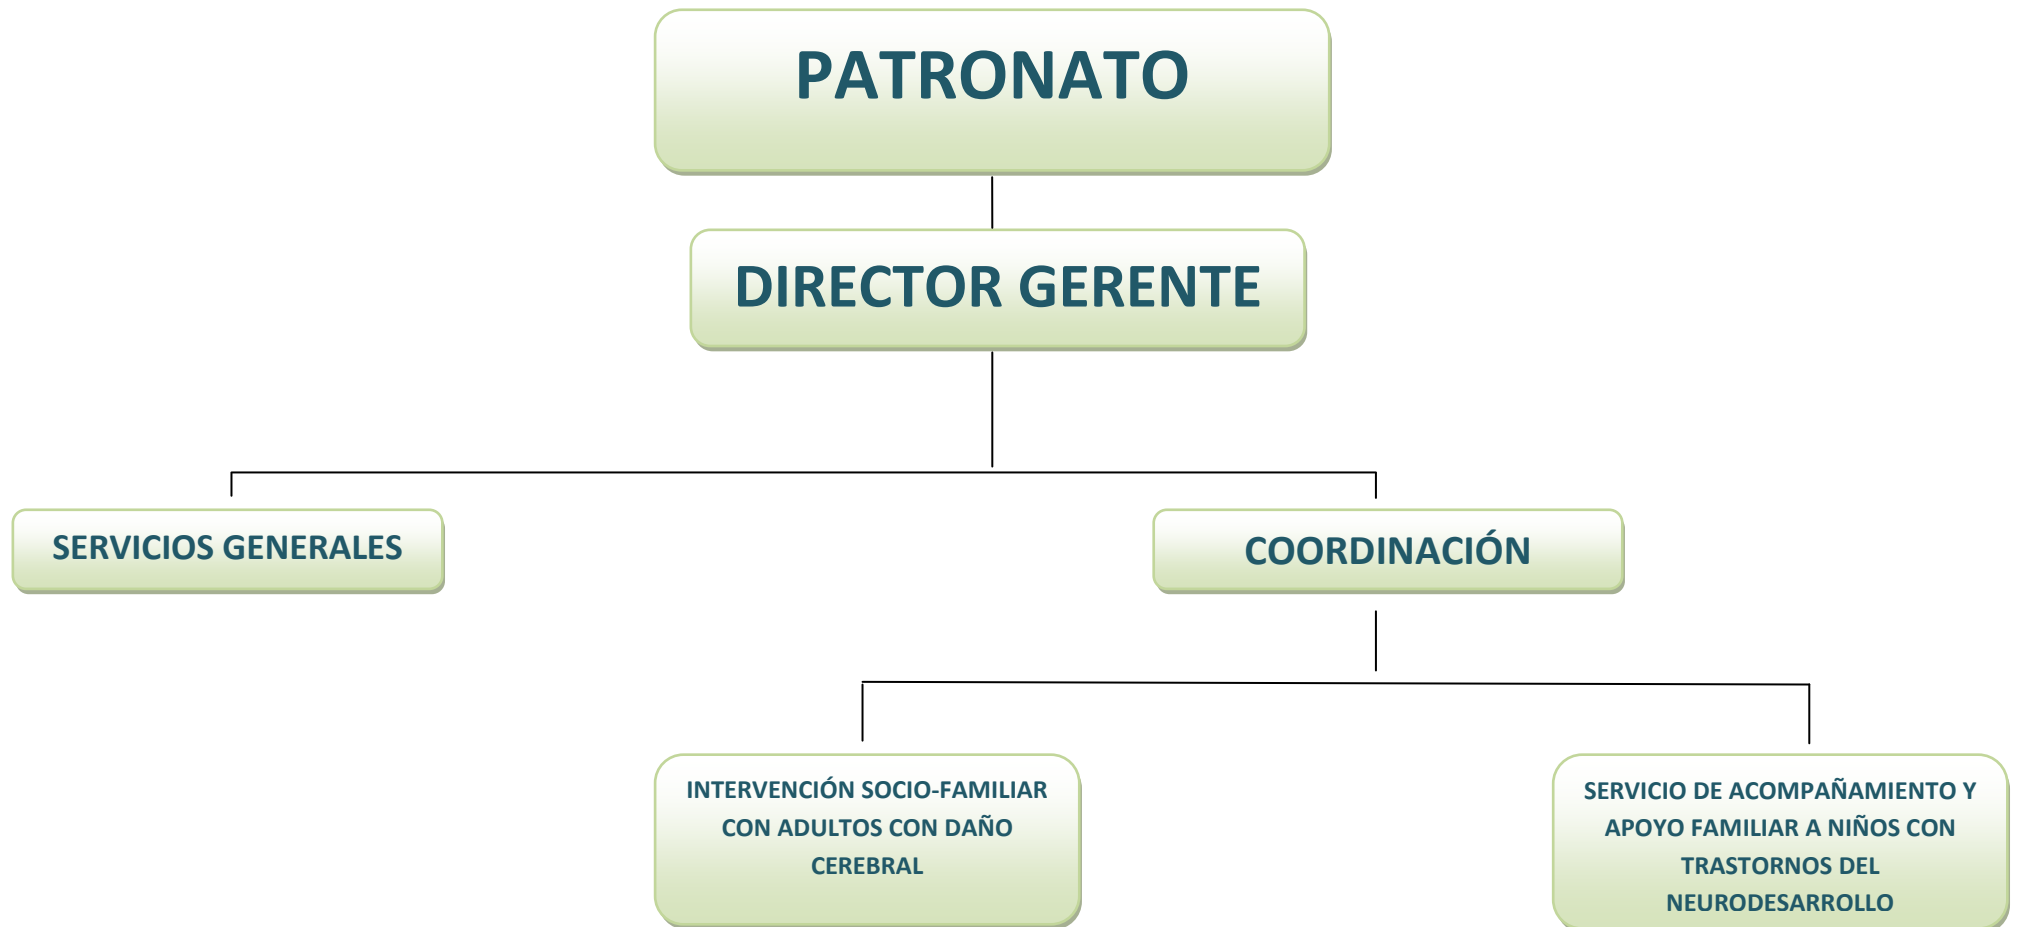 PATRONATO
DIRECTOR GERENTE
SERVICIOS GENERALES
COORDINACIÓN
INTERVENCIÓN SOCIO-FAMILIAR
CON ADULTOS CON DAÑO
CEREBRAL
SERVICIO DE ACOMPAÑAMIENTO Y
APOYO FAMILIAR A NIÑOS CON
TRASTORNOS DEL
NEURODESARROLLO